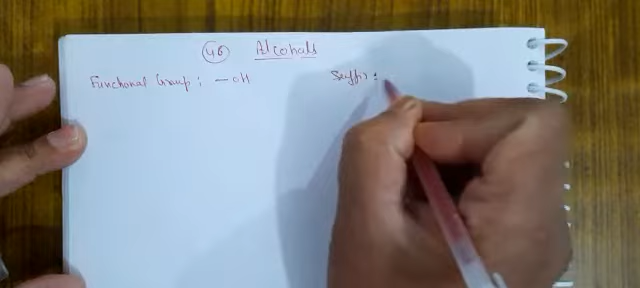 46 Alcohols
Functional Group : — OH Suffix :